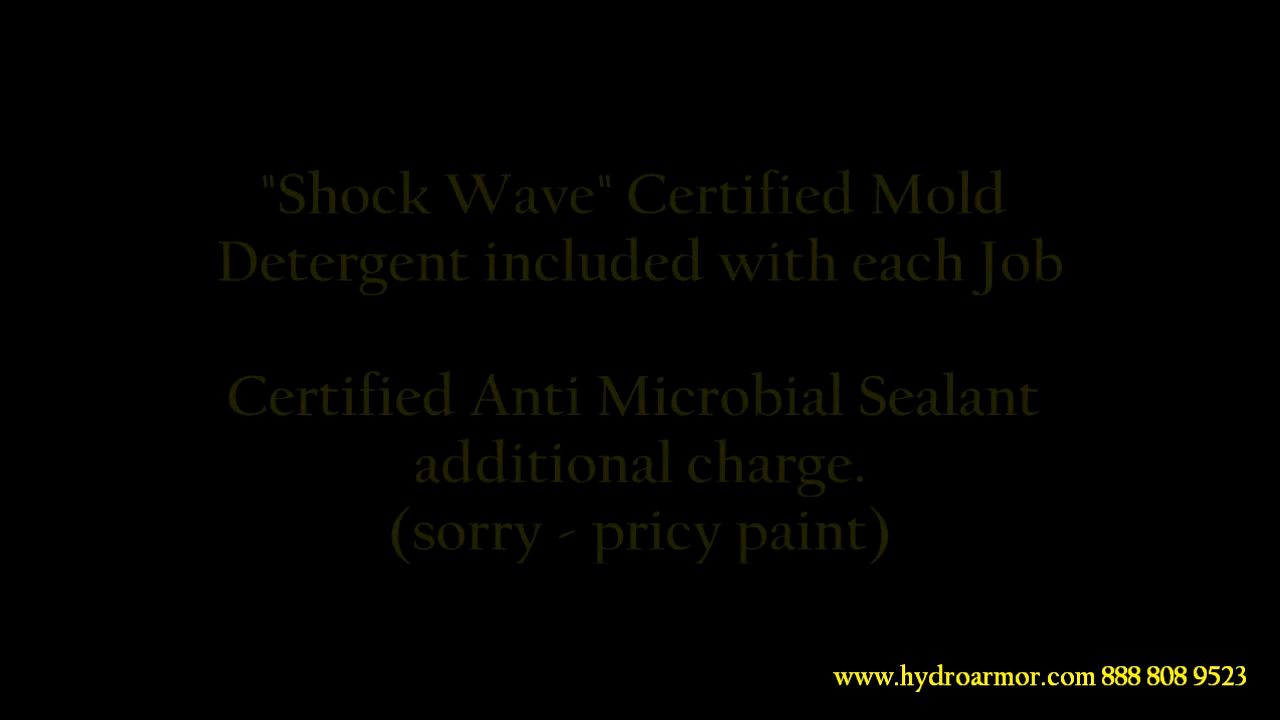 "Shock Wave" Certified Mold
Detergent included with each Job
Certified Anti Microbial Sealant
additional charge.
(sorry - pricy paint)
www.hydroarmor.com 888 808 9523